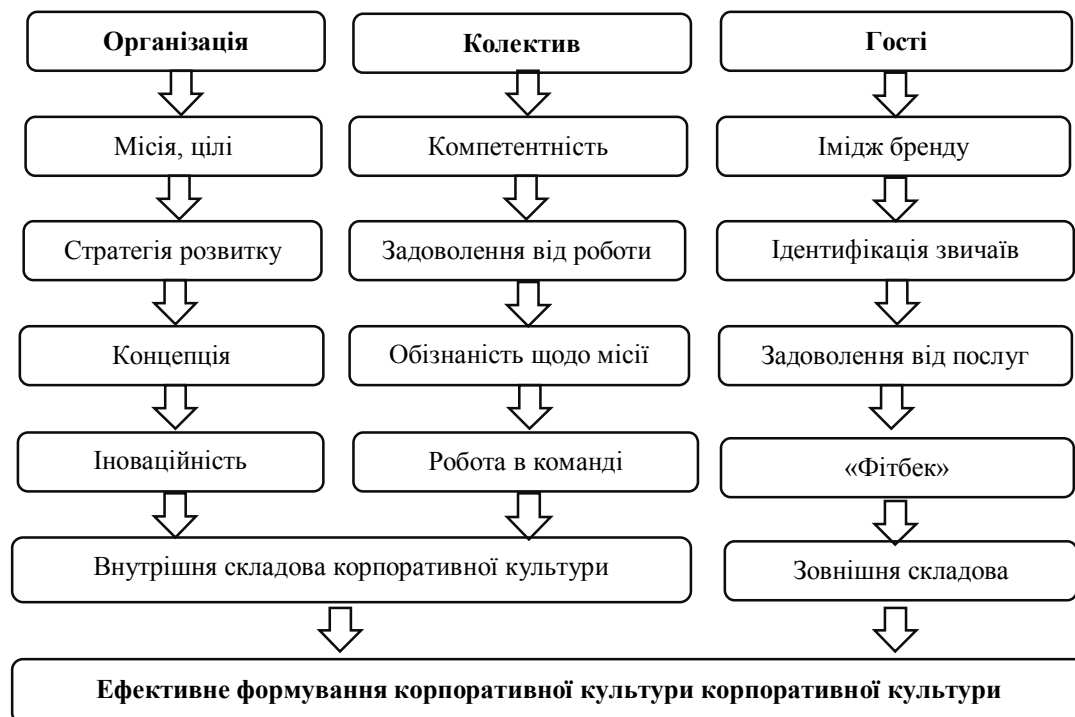 Організація
Колектив
Гості
Місія, цілі
Компетентність
Імідж бренду
Стратегія розвитку
Задоволення від роботи
Ідентифікація звичаїв
Концепція
Обізнаність щодо місії
Задоволення від послуг
Іноваційність
Робота в команді
«Фітбек»
Внутрішня складова корпоративної культури
Зовнішня складова
Ефективне формування корпоративної культури корпоративної культури